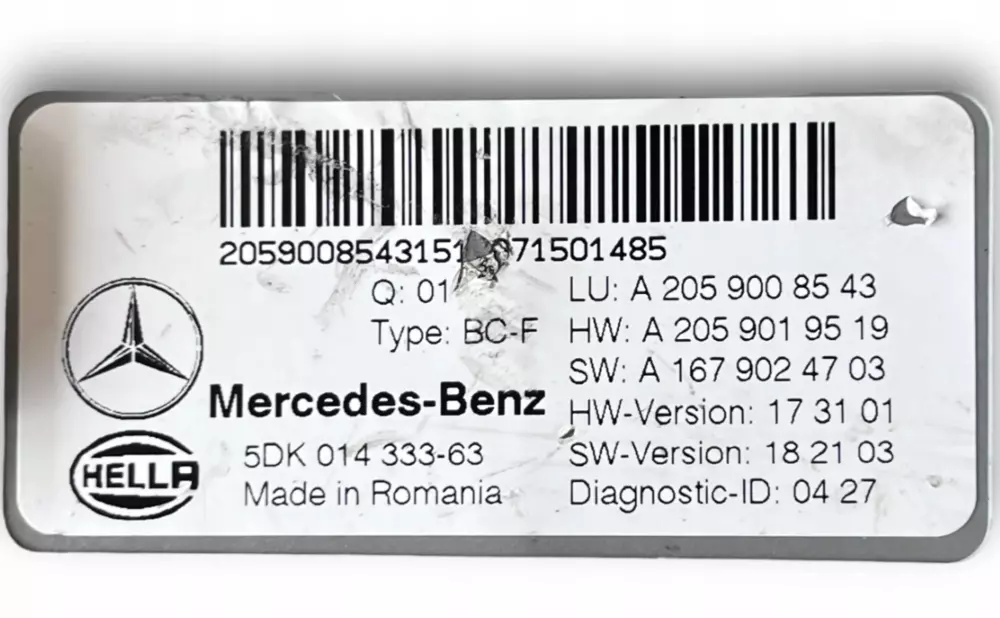 205900854315 071501485
Q: 01
Type: BC-F
Mercedes-Benz
HELLA
5DK 014 333-63
Made in Romania
LU: A 205 900 85 43
HW: A 205 901 95 19
SW: A 167 902 47 03
HW-Version: 17 31 01
SW-Version: 18 21 03
Diagnostic-ID: 04 27